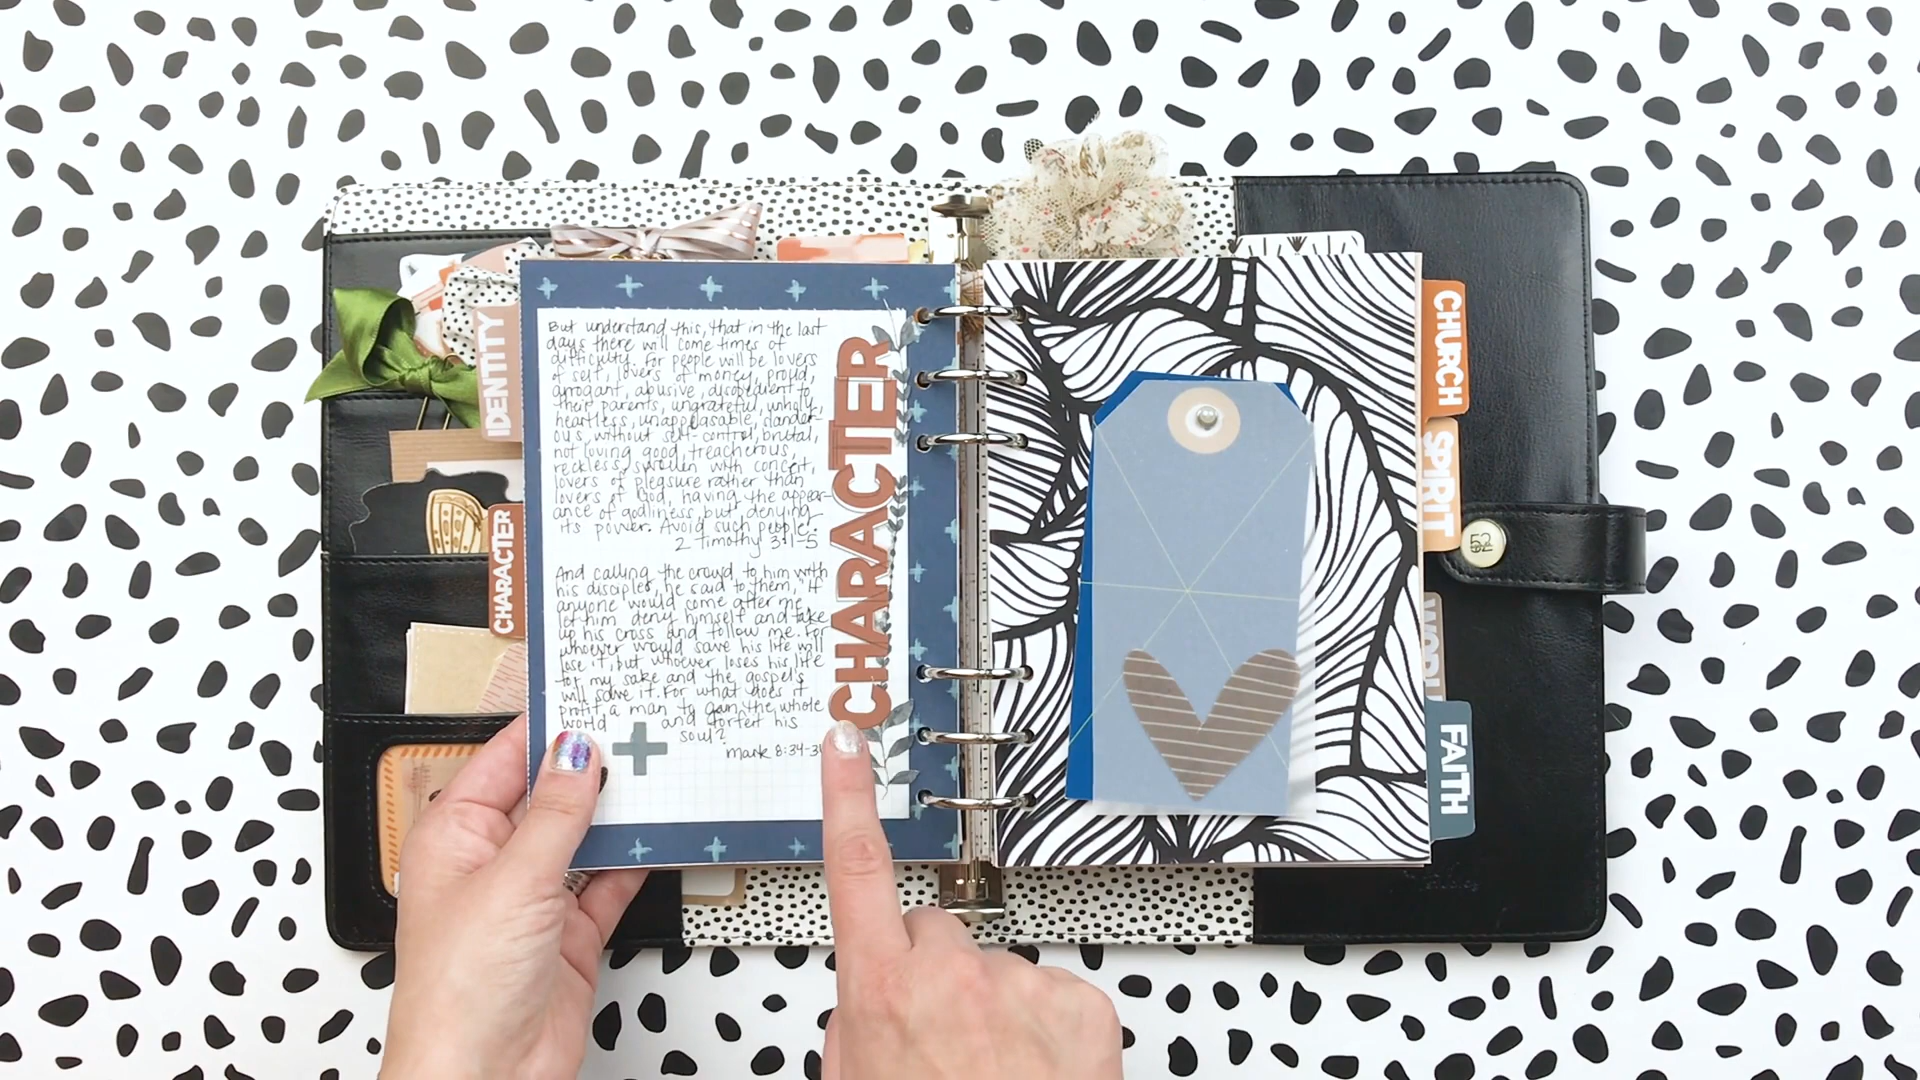 IDENTITY
CHARACTER
But understand this, that in the last
days there will come times of
difficulty. For people will be lovers
of self, lovers of money, proud,
arrogant, abusive, disobedient to
their parents, ungrateful, unholy,
heartless, unappeasable, slander-
ous, without self-control, brutal,
not loving good, treacherous,
reckless, swollen with conceit,
lovers of pleasure rather than
lovers of God, having the appear-
ance of godliness, but denying
its power. Avoid such people.
2 Timothy 3:1-5
And calling the crowd to him with
his disciples, he said to them, "If
anyone would come after me,
let him deny himself and take
up his cross and follow me. For
whoever would save his life will
lose it, but whoever loses his life
for my sake and the gospel's
will save it. For what does it
profit a man to gain the whole
world and forfeit his
soul?
mark 8:34-3
CHARACTER
CHURCH
SPIRIT
52
WORD
FAITH